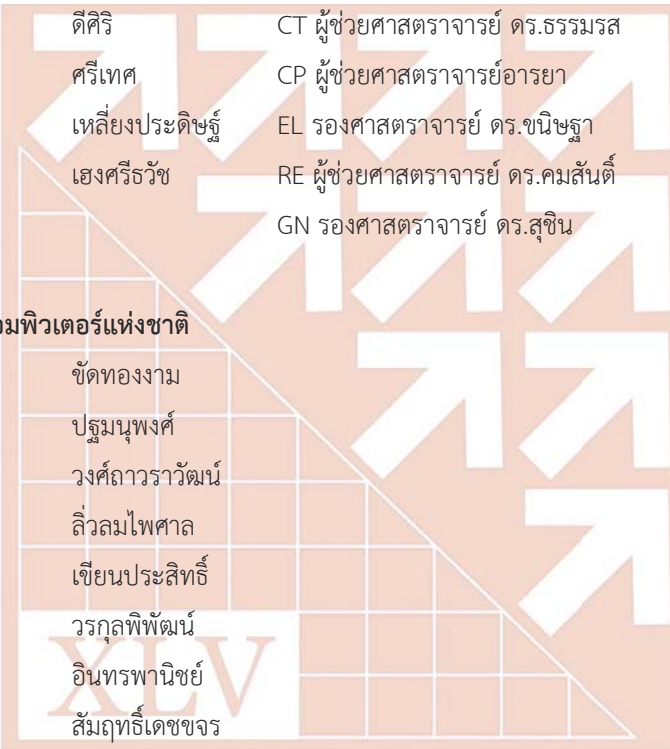 ดีศิริ CT ผู้ช่วยศาสตราจารย์ ดร.ธรรมรส
ศรีเทศ CP ผู้ช่วยศาสตราจารย์อารยา
เหลี่ยงประดิษฐ์ EL รองศาสตราจารย์ ดร.ขนิษฐา
เฮงศรีธวัช RE ผู้ช่วยศาสตราจารย์ ดร.คมสันติ์
GN รองศาสตราจารย์ ดร.สุชิน
อมพิวเตอร์แห่งชาติ
ขัดทองงาม
ปฐมนุพงศ์
วงศ์ถาวราวัฒน์
ลิ่วลมไพศาล
เขียนประสิทธิ์
วรกุลพิพัฒน์
อินทรพานิชย์
สัมฤทธิ์เดชขจร
XLV